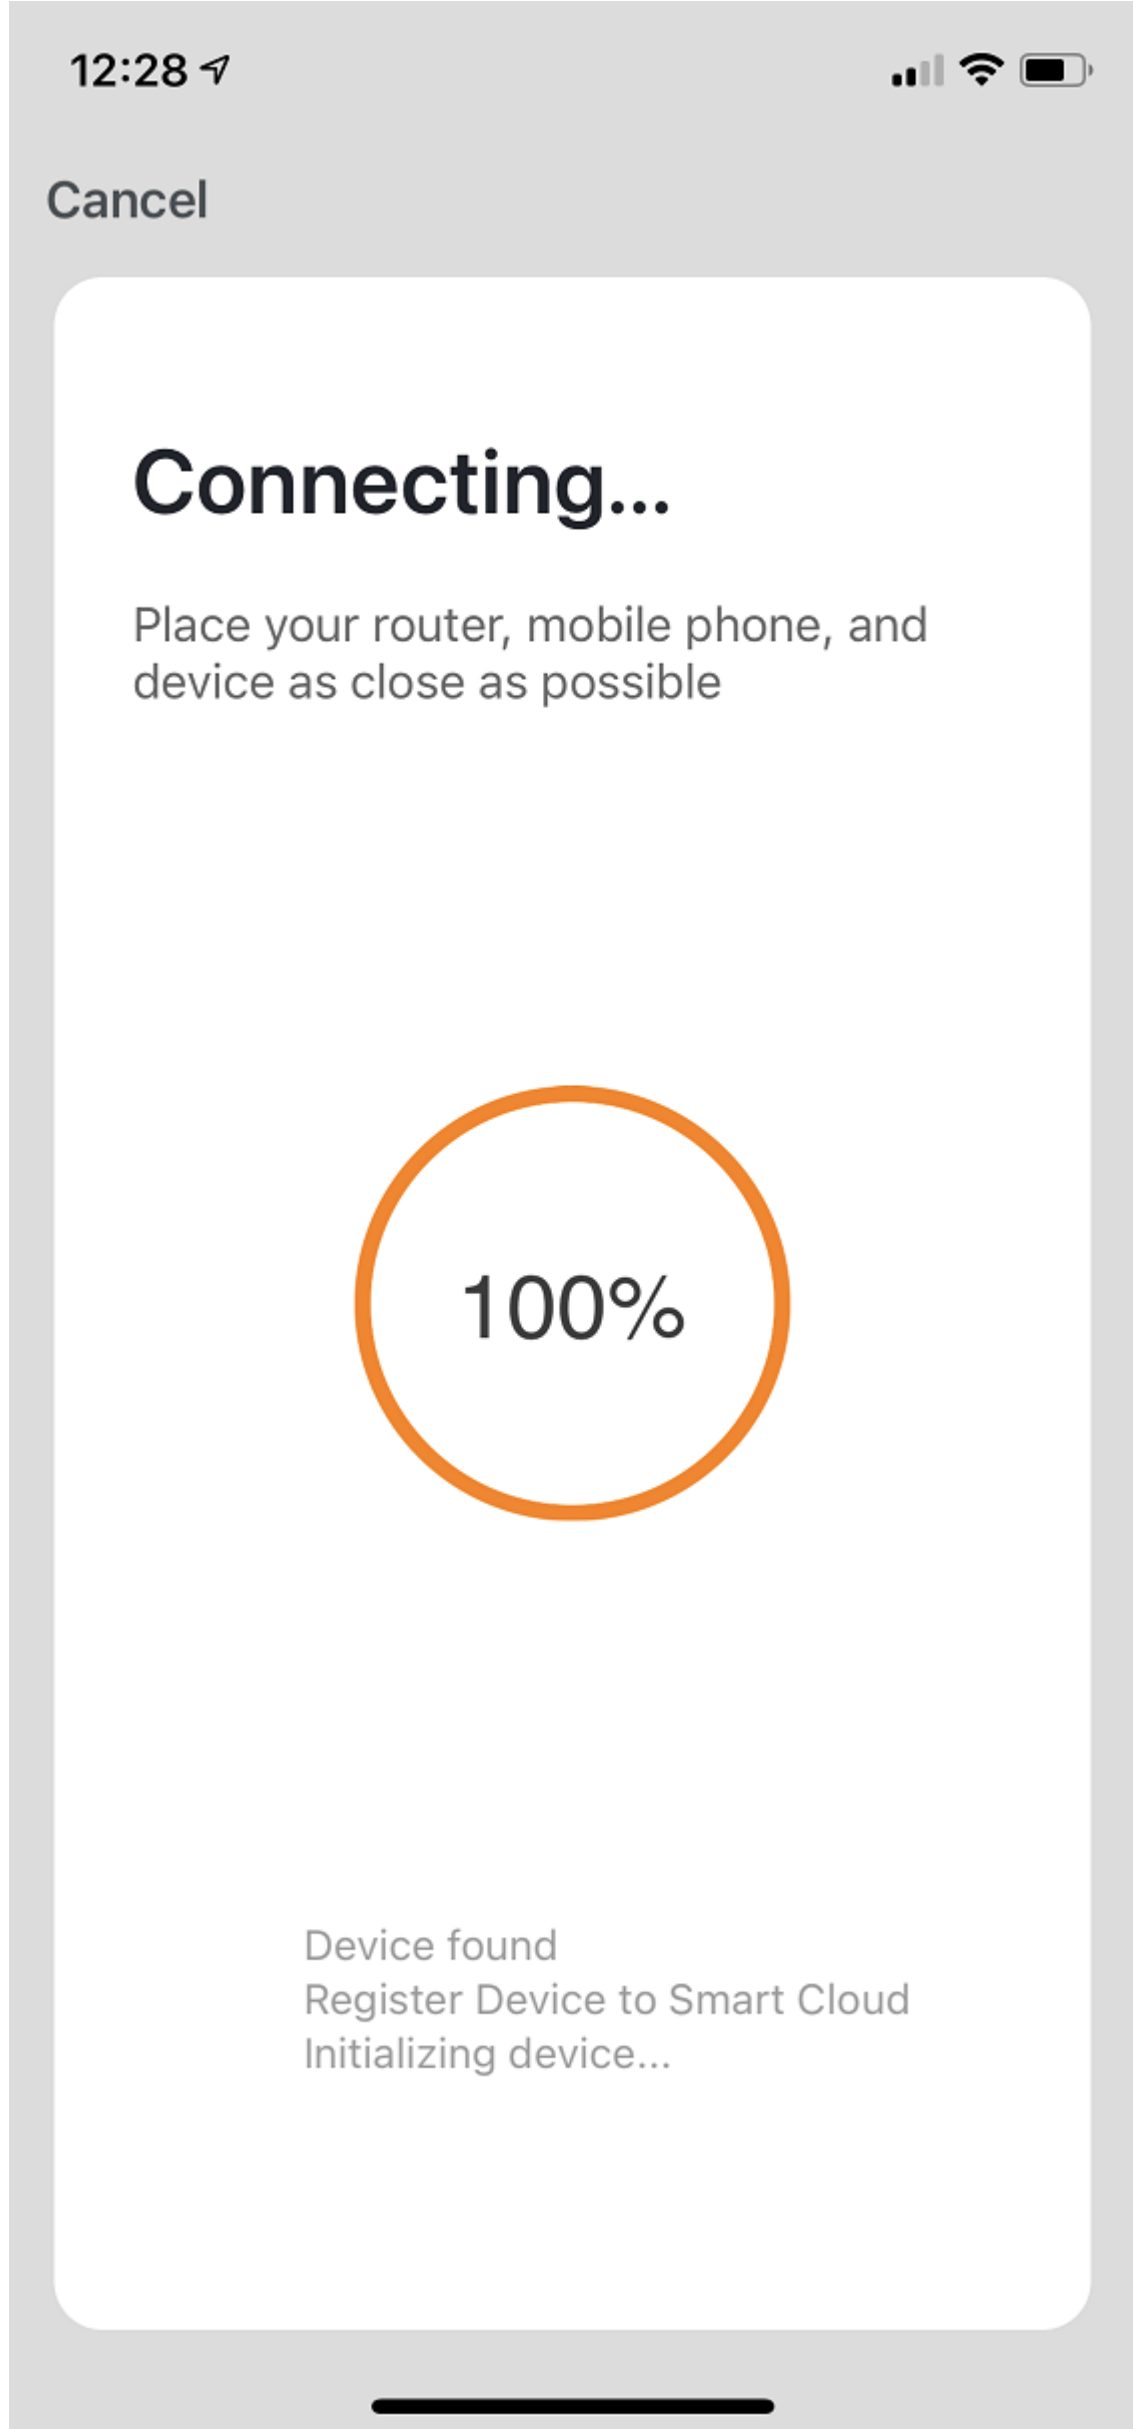 12:28
Cancel
Connecting...
Place your router, mobile phone, and
device as close as possible
100%
Device found
Register Device to Smart Cloud
Initializing device...